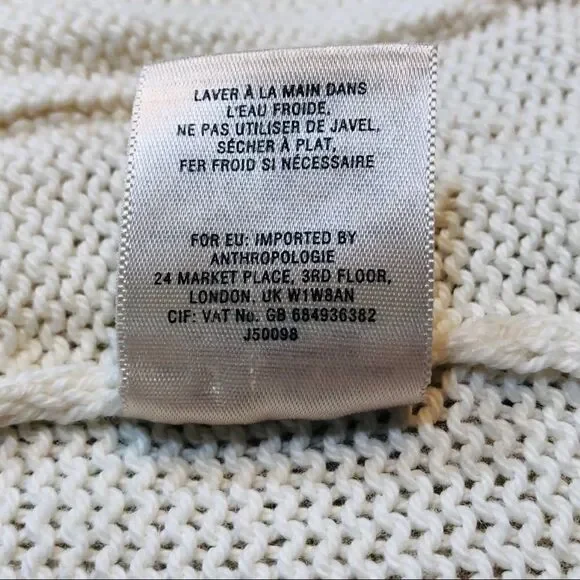 LAVER À LA MAIN DANS
L'EAU FROIDE,
NE PAS UTILISER DE JAVEL,
SÉCHER À PLAT,
FER FROID SI NÉCESSAIRE
FOR EU: IMPORTED BY
ANTHROPOLOGIE
24 MARKET PLACE, 3RD FLOOR,
LONDON, UK W1W8AN
CIF: VAT No. GB 684936382
J50098